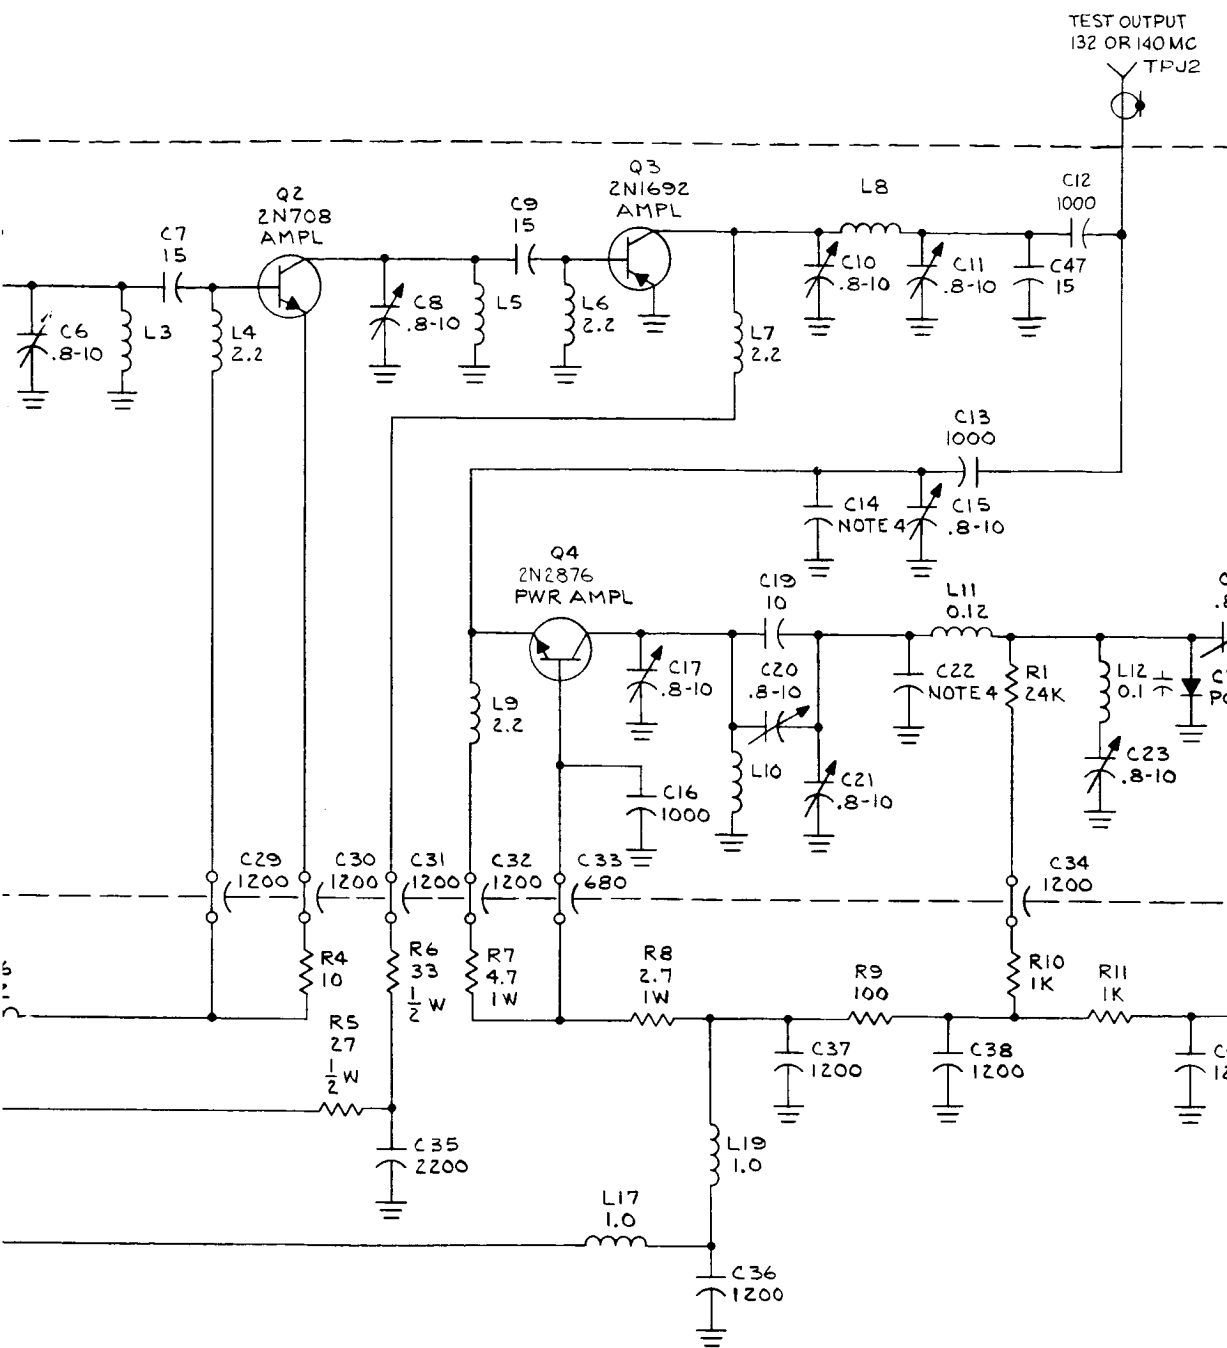 TEST OUTPUT
132 OR 140 MC
TPJ2
Q2
2N708
AMPL
Q3
2N1692
AMPL
L8
C12
1000
C7
15
C9
15
C6
.8-10
L3
L4
2.2
C8
.8-10
L5
L6
2.2
L7
2.2
C10
.8-10
C11
.8-10
C47
15
C13
1000
C14
NOTE 4
C15
.8-10
Q4
2N2876
PWR AMPL
C19
10
L11
0.12
C17
.8-10
C20
.8-10
C22
NOTE 4
R1
24K
L12
0.1
L9
2.2
L10
C21
.8-10
C23
.8-10
C16
1000
C29
1200
C30
1200
C31
1200
C32
1200
C33
680
C34
1200
R4
10
R6
33
1/2 W
R7
4.7
1W
R8
2.7
1W
R9
100
R10
1K
R11
1K
R5
27
1/2 W
C37
1200
C38
1200
C35
2200
L19
1.0
L17
1.0
C36
1200